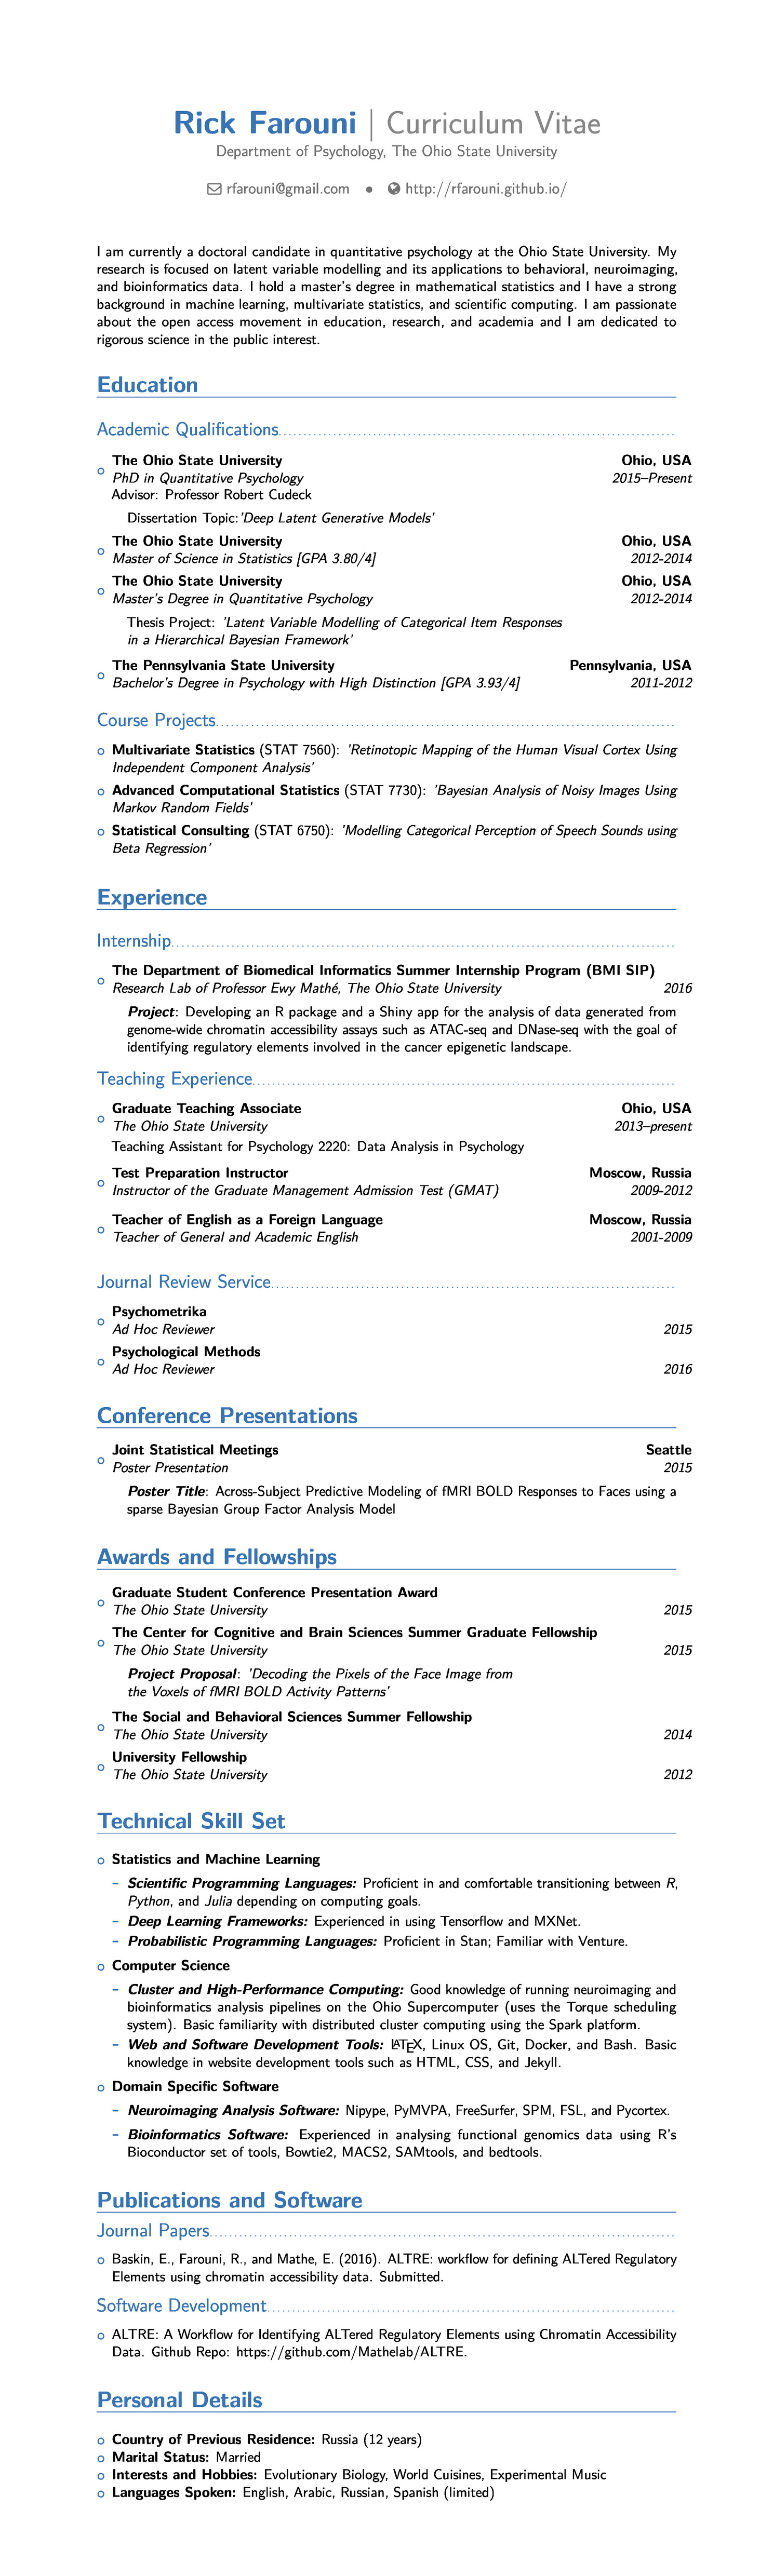 Rick Farouni | Curriculum Vitae
Department of Psychology, The Ohio State University
rfarouni@gmail.com • http://rfarouni.github.io/
I am currently a doctoral candidate in quantitative psychology at the Ohio State University. My
research is focused on latent variable modelling and its applications to behavioral, neuroimaging,
and bioinformatics data. I hold a master's degree in mathematical statistics and I have a strong
background in machine learning, multivariate statistics, and scientific computing. I am passionate
about the open access movement in education, research, and academia and I am dedicated to
rigorous science in the public interest.
Education
Academic Qualifications
The Ohio State University Ohio, USA
PhD in Quantitative Psychology 2015–Present
Advisor: Professor Robert Cudeck
Dissertation Topic:'Deep Latent Generative Models'
The Ohio State University Ohio, USA
Master of Science in Statistics [GPA 3.80/4] 2012-2014
The Ohio State University Ohio, USA
Master's Degree in Quantitative Psychology 2012-2014
Thesis Project: 'Latent Variable Modelling of Categorical Item Responses
in a Hierarchical Bayesian Framework'
The Pennsylvania State University Pennsylvania, USA
Bachelor's Degree in Psychology with High Distinction [GPA 3.93/4] 2011-2012
Course Projects
Multivariate Statistics (STAT 7560): 'Retinotopic Mapping of the Human Visual Cortex Using
Independent Component Analysis'
Advanced Computational Statistics (STAT 7730): 'Bayesian Analysis of Noisy Images Using
Markov Random Fields'
Statistical Consulting (STAT 6750): 'Modelling Categorical Perception of Speech Sounds using
Beta Regression'
Experience
Internship
The Department of Biomedical Informatics Summer Internship Program (BMI SIP)
Research Lab of Professor Ewy Mathé, The Ohio State University 2016
Project: Developing an R package and a Shiny app for the analysis of data generated from
genome-wide chromatin accessibility assays such as ATAC-seq and DNase-seq with the goal of
identifying regulatory elements involved in the cancer epigenetic landscape.
Teaching Experience
Graduate Teaching Associate Ohio, USA
The Ohio State University 2013–present
Teaching Assistant for Psychology 2220: Data Analysis in Psychology
Test Preparation Instructor Moscow, Russia
Instructor of the Graduate Management Admission Test (GMAT) 2009-2012
Teacher of English as a Foreign Language Moscow, Russia
Teacher of General and Academic English 2001-2009
Journal Review Service
Psychometrika
Ad Hoc Reviewer 2015
Psychological Methods
Ad Hoc Reviewer 2016
Conference Presentations
Joint Statistical Meetings Seattle
Poster Presentation 2015
Poster Title: Across-Subject Predictive Modeling of fMRI BOLD Responses to Faces using a
sparse Bayesian Group Factor Analysis Model
Awards and Fellowships
Graduate Student Conference Presentation Award
The Ohio State University 2015
The Center for Cognitive and Brain Sciences Summer Graduate Fellowship
The Ohio State University 2015
Project Proposal: 'Decoding the Pixels of the Face Image from
the Voxels of fMRI BOLD Activity Patterns'
The Social and Behavioral Sciences Summer Fellowship
The Ohio State University 2014
University Fellowship
The Ohio State University 2012
Technical Skill Set
Statistics and Machine Learning
– Scientific Programming Languages: Proficient in and comfortable transitioning between R,
Python, and Julia depending on computing goals.
– Deep Learning Frameworks: Experienced in using Tensorflow and MXNet.
– Probabilistic Programming Languages: Proficient in Stan; Familiar with Venture.
Computer Science
– Cluster and High-Performance Computing: Good knowledge of running neuroimaging and
bioinformatics analysis pipelines on the Ohio Supercomputer (uses the Torque scheduling
system). Basic familiarity with distributed cluster computing using the Spark platform.
– Web and Software Development Tools: LATEX, Linux OS, Git, Docker, and Bash. Basic
knowledge in website development tools such as HTML, CSS, and Jekyll.
Domain Specific Software
– Neuroimaging Analysis Software: Nipype, PyMVPA, FreeSurfer, SPM, FSL, and Pycortex.
– Bioinformatics Software: Experienced in analysing functional genomics data using R's
Bioconductor set of tools, Bowtie2, MACS2, SAMtools, and bedtools.
Publications and Software
Journal Papers
Baskin, E., Farouni, R., and Mathe, E. (2016). ALTRE: workflow for defining ALTered Regulatory
Elements using chromatin accessibility data. Submitted.
Software Development
ALTRE: A Workflow for Identifying ALTered Regulatory Elements using Chromatin Accessibility
Data. Github Repo: https://github.com/Mathelab/ALTRE.
Personal Details
Country of Previous Residence: Russia (12 years)
Marital Status: Married
Interests and Hobbies: Evolutionary Biology, World Cuisines, Experimental Music
Languages Spoken: English, Arabic, Russian, Spanish (limited)